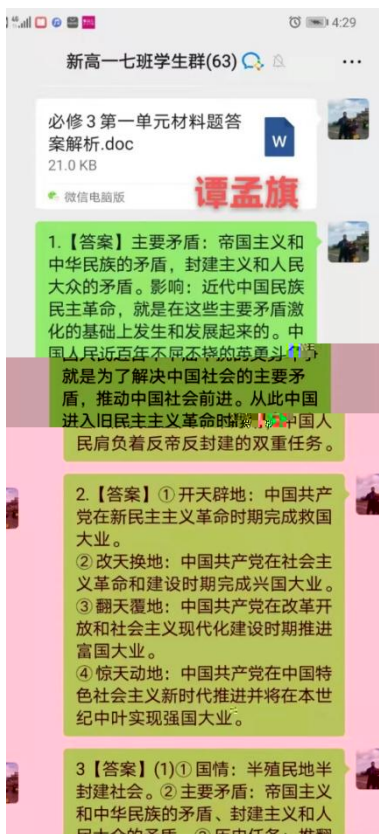 4:29
新高一七班学生群(63)
必修3第一单元材料题答
案解析.doc
W
21.0 KB
微信电脑版
谭孟旗
1.【答案】主要矛盾：帝国主义和
中华民族的矛盾，封建主义和人民
大众的矛盾。影响：近代中国民族
民主革命，就是在这些主要矛盾激
化的基础上发生和发展起来的。中
国人民近百年不屈不挠的英勇斗
就是为了解决中国社会的主要矛
盾，推动中国社会前进。从此中国
进入旧民主主义革命时 中国人
民肩负着反帝反封建的双重任务。
2.【答案】①开天辟地：中国共产
党在新民主主义革命时期完成救国
大业。
②改天换地：中国共产党在社会主
义革命和建设时期完成兴国大业。
③翻天覆地：中国共产党在改革开
放和社会主义现代化建设时期推进
富国大业。
④惊天动地：中国共产党在中国特
色社会主义新时代推进并将在本世
纪中叶实现强国大业。
3【答案】(1)①国情：半殖民地半
封建社会。②主要矛盾：帝国主义
和中华民族的矛盾、封建主义和人